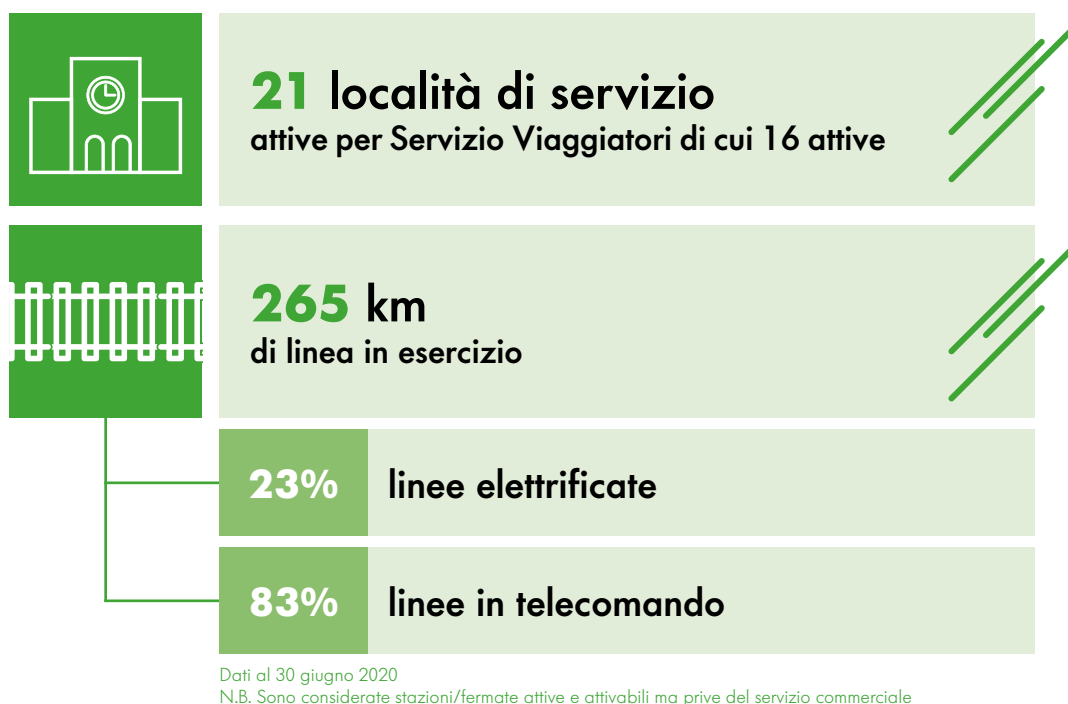 21 località di servizio
attive per Servizio Viaggiatori di cui 16 attive
265 km
di linea in esercizio
23% linee elettrificate
83% linee in telecomando
Dati al 30 giugno 2020
N.B. Sono considerate stazioni/fermate attive e attivabili ma prive del servizio commerciale